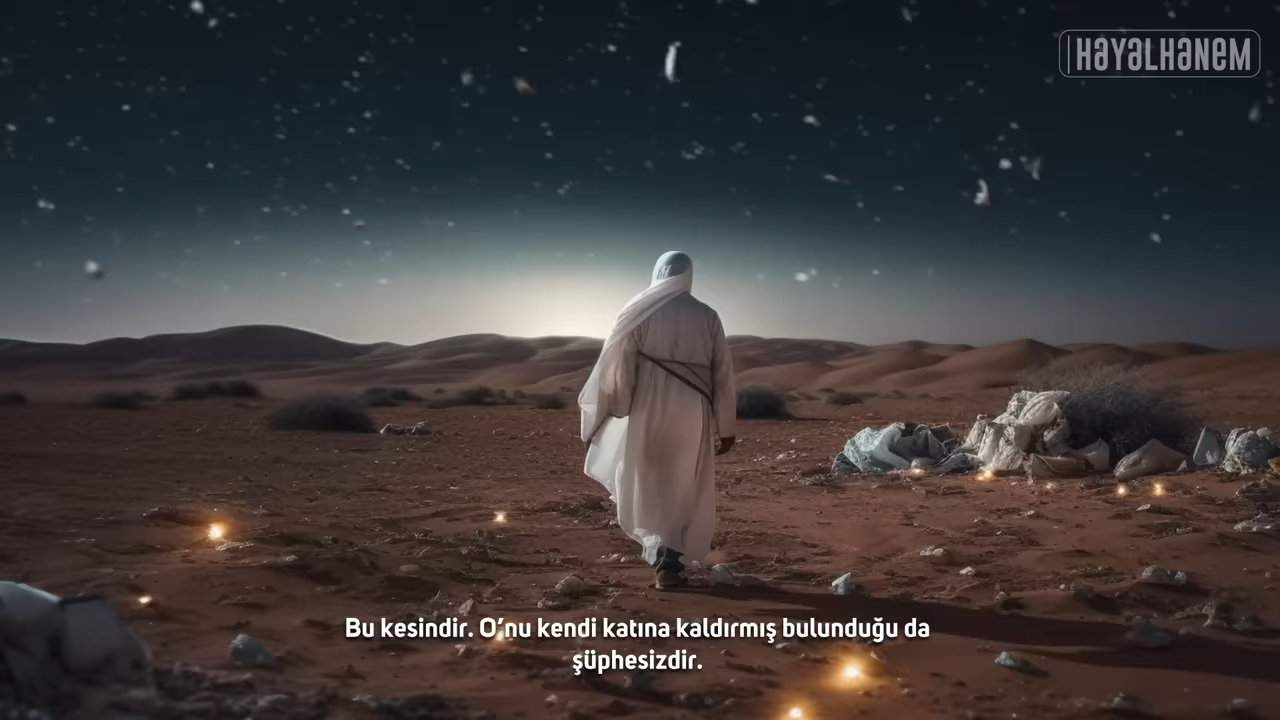 HAYALHANEM
Bu kesindir. O’nu kendi katına kaldırmış bulunduğu da
şüphesizdir.